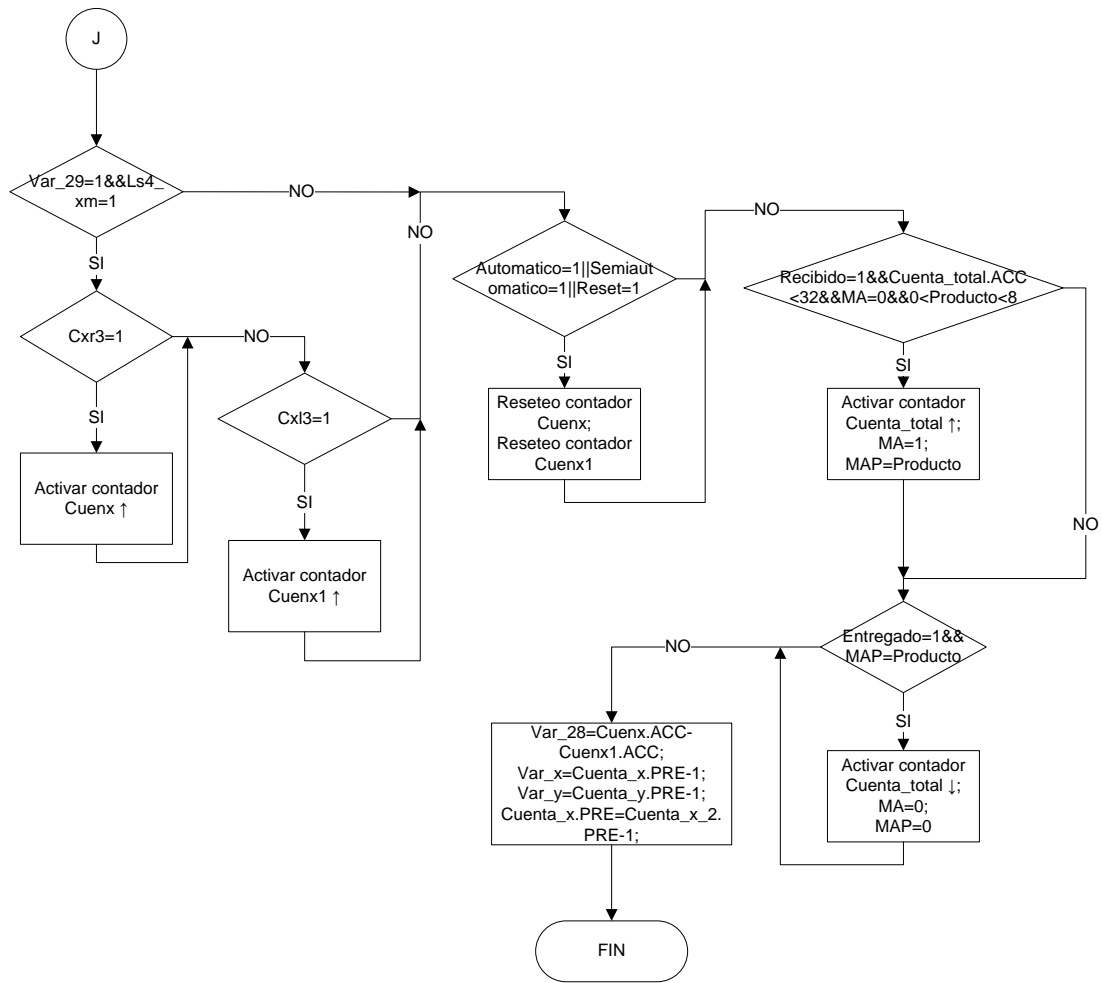 J
Var_29=1&&Ls4_
xm=1
NO
SI
Cxr3=1
NO
SI
Activar contador
Cuenx ↑
Cxl3=1
NO
SI
Activar contador
Cuenx1 ↑
Automatico=1||Semiaut
omatico=1||Reset=1
NO
SI
Reseteo contador
Cuenx;
Reseteo contador
Cuenx1
Recibido=1&&Cuenta_total.ACC
<32&&MA=0&&0<Producto<8
SI
NO
Activar contador
Cuenta_total ↑;
MA=1;
MAP=Producto
Entregado=1&&
MAP=Producto
NO
SI
Activar contador
Cuenta_total ↓;
MA=0;
MAP=0
Var_28=Cuenx.ACC-
Cuenx1.ACC;
Var_x=Cuenta_x.PRE-1;
Var_y=Cuenta_y.PRE-1;
Cuenta_x.PRE=Cuenta_x_2.
PRE-1;
FIN